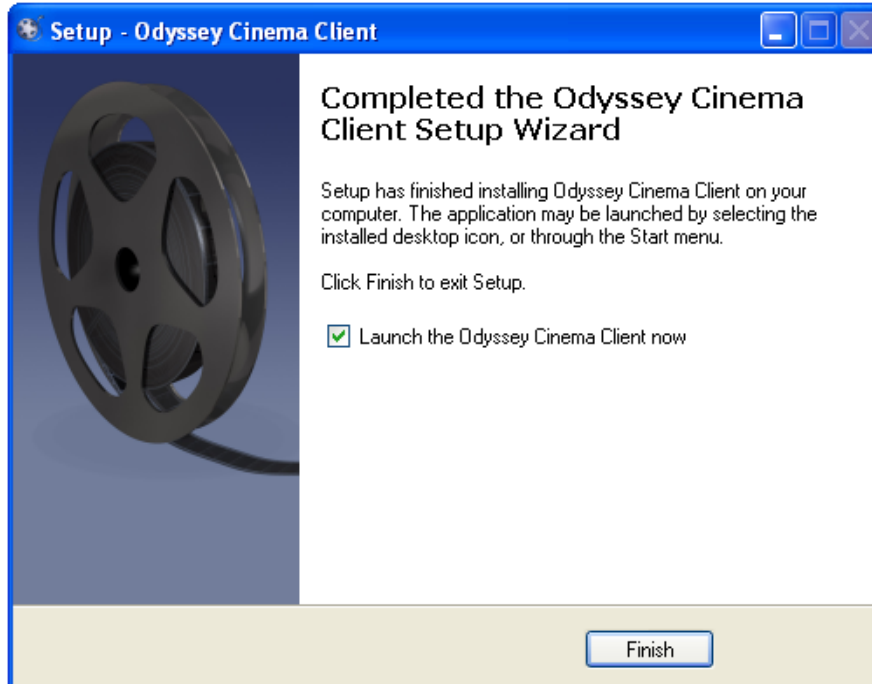 Setup - Odyssey Cinema Client
Completed the Odyssey Cinema
Client Setup Wizard
Setup has finished installing Odyssey Cinema Client on your
computer. The application may be launched by selecting the
installed desktop icon, or through the Start menu.
Click Finish to exit Setup.
Launch the Odyssey Cinema Client now
Finish